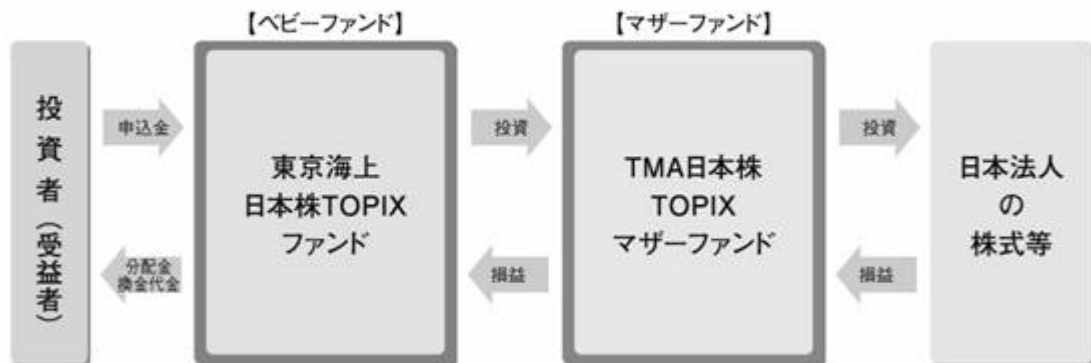 【ベビーファンド】
【マザーファンド】
投資者(受益者)
申込金
分配金
換金代金
東京海上
日本株TOPIX
ファンド
投資
損益
TMA日本株
TOPIX
マザーファンド
投資
損益
日本法人
の
株式等